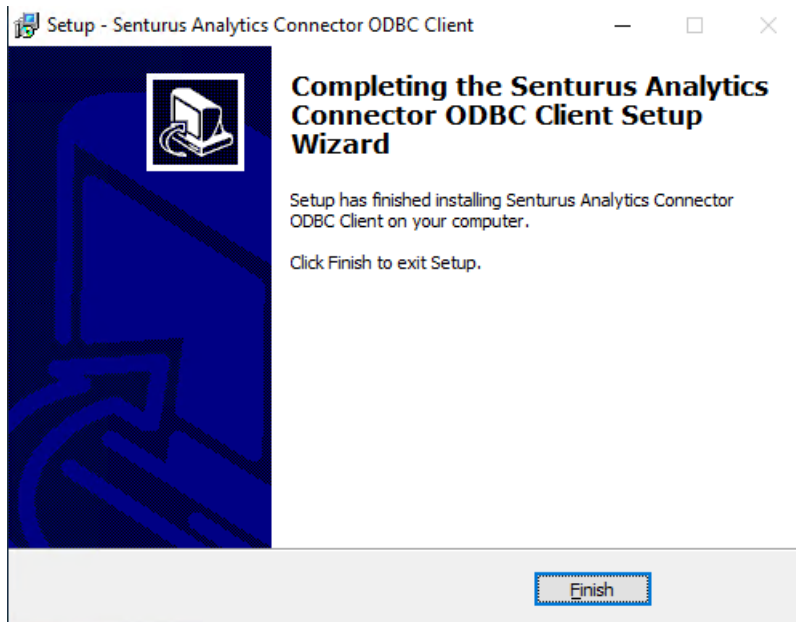 Setup - Senturus Analytics Connector ODBC Client
Completing the Senturus Analytics
Connector ODBC Client Setup
Wizard
Setup has finished installing Senturus Analytics Connector
ODBC Client on your computer.
Click Finish to exit Setup.
Finish